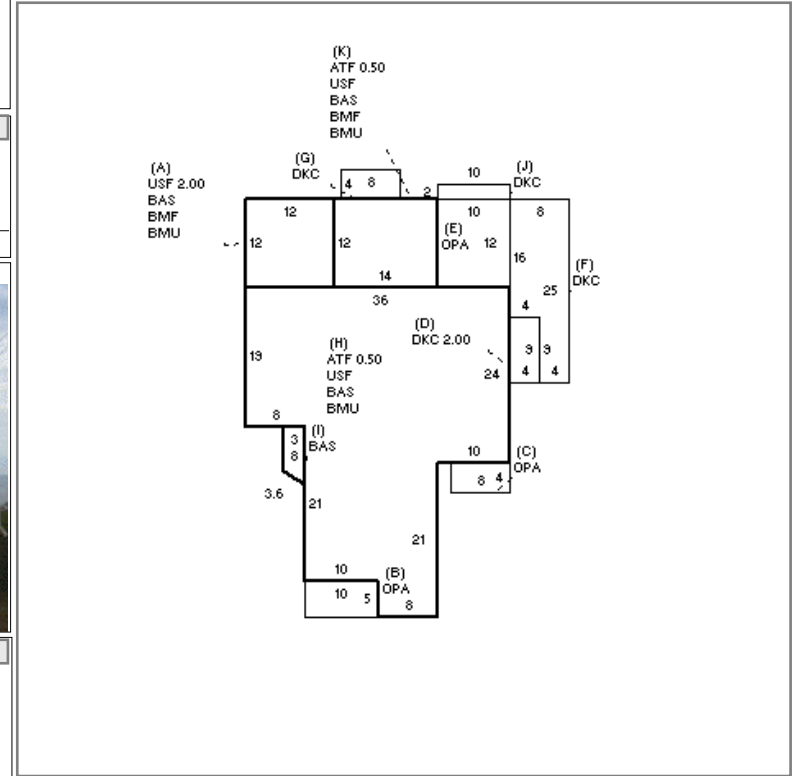 (K)
ATF 0.50
USF
BAS
BMF
BMU
(A)
USF 2.00
BAS
BMF
BMU
(G)
DKC
4 8
2
10
(J)
DKC
12
10
8
12
12
(E)
OPA
12
16
14
36
(F)
DKC
25
4
(D)
DKC 2.00
(H)
ATF 0.50
USF
BAS
BMU
19
9 9
24
4 4
8
(I)
BAS
3
8
10
(C)
OPA
8 4
3.6
21
21
10
(B)
OPA
10 5
8